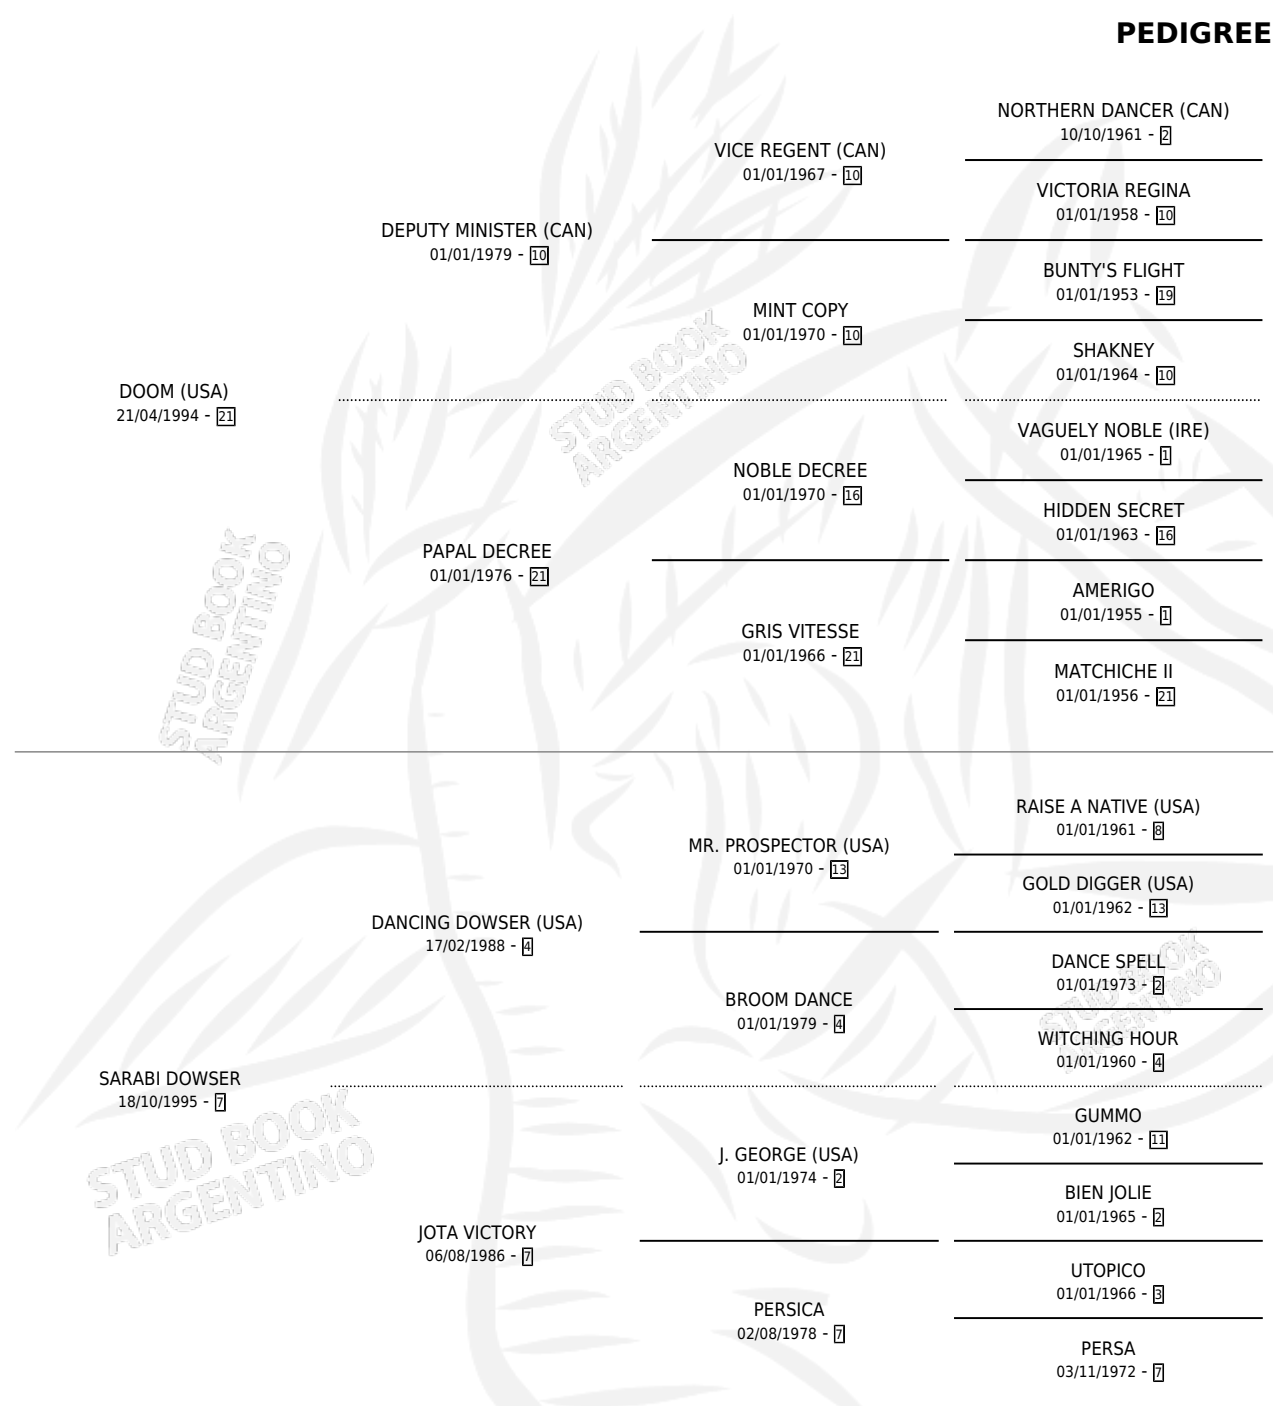 PEDIGREE
NORTHERN DANCER (CAN)
10/10/1961 - 2
VICE REGENT (CAN)
01/01/1967 - 10
VICTORIA REGINA
01/01/1958 - 10
DEPUTY MINISTER (CAN)
01/01/1979 - 10
BUNTY'S FLIGHT
01/01/1953 - 19
MINT COPY
01/01/1970 - 10
SHAKNEY
01/01/1964 - 10
DOOM (USA)
21/04/1994 - 21
VAGUELY NOBLE (IRE)
01/01/1965 - 1
NOBLE DECREE
01/01/1970 - 16
HIDDEN SECRET
01/01/1963 - 16
PAPAL DECREE
01/01/1976 - 21
AMERIGO
01/01/1955 - 1
GRIS VITESSE
01/01/1966 - 21
MATCHICHE II
01/01/1956 - 21
RAISE A NATIVE (USA)
01/01/1961 - 8
MR. PROSPECTOR (USA)
01/01/1970 - 13
GOLD DIGGER (USA)
01/01/1962 - 13
DANCING DOWSER (USA)
17/02/1988 - 4
DANCE SPELL
01/01/1973 - 2
BROOM DANCE
01/01/1979 - 4
WITCHING HOUR
01/01/1960 - 4
SARABI DOWSER
18/10/1995 - 7
GUMMO
01/01/1962 - 11
J. GEORGE (USA)
01/01/1974 - 2
BIEN JOLIE
01/01/1965 - 2
JOTA VICTORY
06/08/1986 - 7
UTOPICO
01/01/1966 - 3
PERSICA
02/08/1978 - 7
PERSA
03/11/1972 - 7
STUD BOOK
ARGENTINO
STUD BOOK
ARGENTINO
STUD BOOK
ARGENTINO
STUD BOOK
ARGENTINO